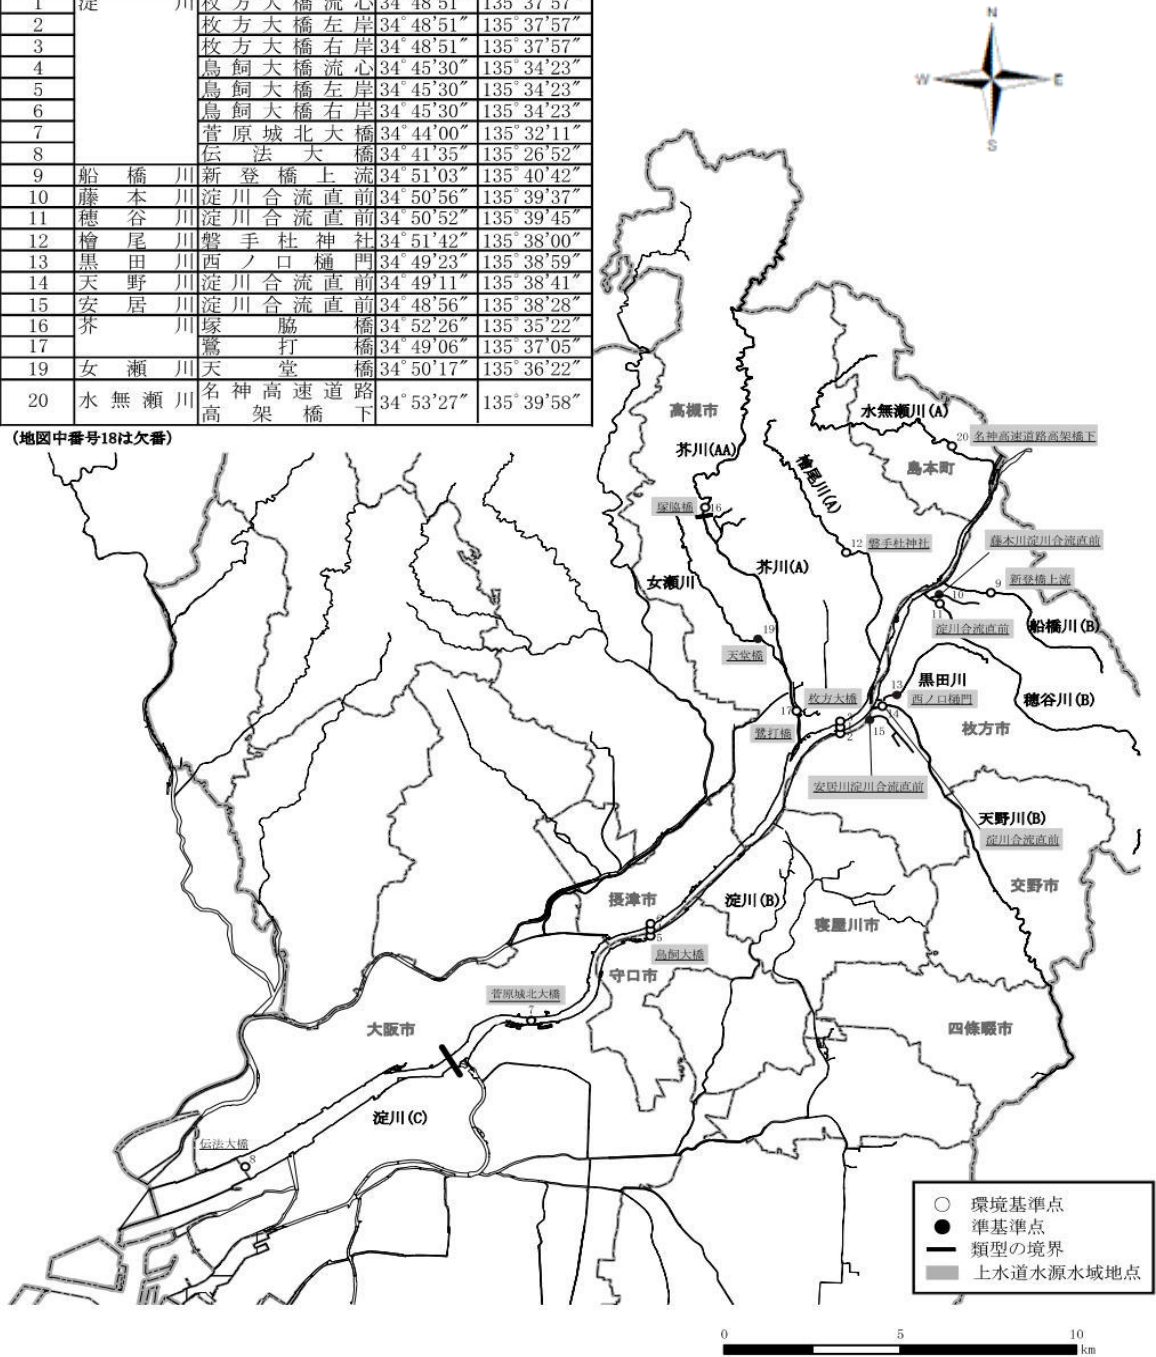 1 淀川 枚方大橋流心 34°48'51" 135°37'57"
2 枚方大橋左岸 34°48'51" 135°37'57"
3 枚方大橋右岸 34°48'51" 135°37'57"
4 鳥飼大橋流心 34°45'30" 135°34'23"
5 鳥飼大橋左岸 34°45'30" 135°34'23"
6 鳥飼大橋右岸 34°45'30" 135°34'23"
7 菅原城北大橋 34°44'00" 135°32'11"
8 伝法大橋 34°41'35" 135°26'52"
9 船橋川 新登橋上流 34°51'03" 135°40'42"
10 藤本川 淀川合流直前 34°50'56" 135°39'37"
11 穂谷川 淀川合流直前 34°50'52" 135°39'45"
12 檜尾川 磐手杜神社 34°51'42" 135°38'00"
13 黒田川 西ノ口樋門 34°49'23" 135°38'59"
14 天野川 淀川合流直前 34°49'11" 135°38'41"
15 安居川 淀川合流直前 34°48'56" 135°38'28"
16 芥川 塚脇橋 34°52'26" 135°35'22"
17 鷺打橋 34°49'06" 135°37'05"
19 女瀬川 天堂橋 34°50'17" 135°36'22"
20 水無瀬川 名神高速道路高架橋下 34°53'27" 135°39'58"
(地図中番号18は欠番)
N
W E
S
高槻市
水無瀬川(A)
20 名神高速道路高架橋下
芥川(AA)
檜尾川(A)
島本町
塚脇橋 16
藤本川淀川合流直前
12 磐手杜神社
芥川(A)
女瀬川
9 新登橋上流
10
11
淀川合流直前
船橋川(B)
19
天堂橋
黒田川
枚方大橋
13
西ノ口樋門
穂谷川(B)
17
14
鷺打橋
2
15
枚方市
安居川淀川合流直前
天野川(B)
淀川合流直前
交野市
摂津市
淀川(B)
寝屋川市
5
鳥飼大橋
守口市
菅原城北大橋
7
大阪市
四條畷市
淀川(C)
伝法大橋
8
○ 環境基準点
● 準基準点
類型の境界
上水道水源水域地点
0 5 10
km